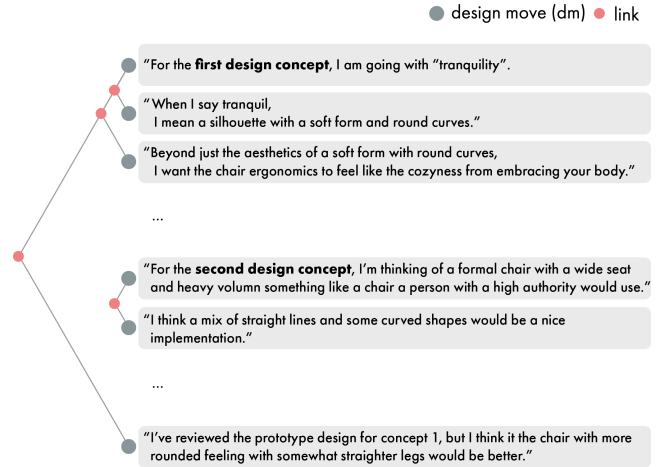 design move (dm) link
“For the first design concept, I am going with “tranquility”.
“When I say tranquil,
I mean a silhouette with a soft form and round curves.”
“Beyond just the aesthetics of a soft form with round curves,
I want the chair ergonomics to feel like the cozyness from embracing your body.”
...
“For the second design concept, I’m thinking of a formal chair with a wide seat
and heavy volumn something like a chair a person with a high authority would use.”
“I think a mix of straight lines and some curved shapes would be a nice
implementation.”
...
“I’ve reviewed the prototype design for concept 1, but I think it the chair with more
rounded feeling with somewhat straighter legs would be better.”